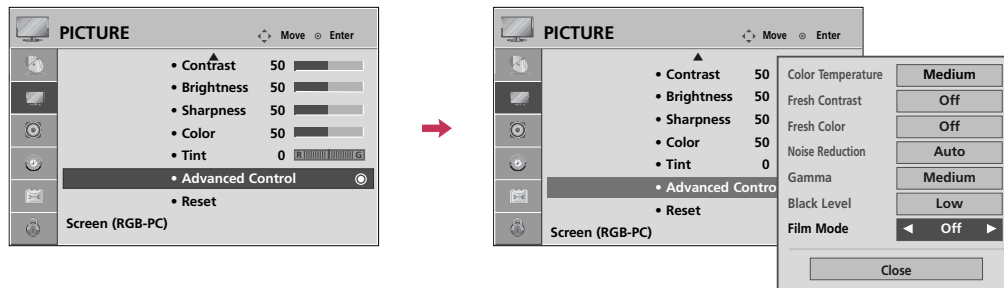 PICTURE
Move Enter
• Contrast 50
• Brightness 50
• Sharpness 50
• Color 50
• Tint 0 R G
• Advanced Control
• Reset
Screen (RGB-PC)
PICTURE
Move Enter
• Contrast 50
• Brightness 50
• Sharpness 50
• Color 50
• Tint 0
• Advanced Contro
• Reset
Screen (RGB-PC)
Color Temperature Medium
Fresh Contrast Off
Fresh Color Off
Noise Reduction Auto
Gamma Medium
Black Level Low
Film Mode ◀ Off ▶
Close